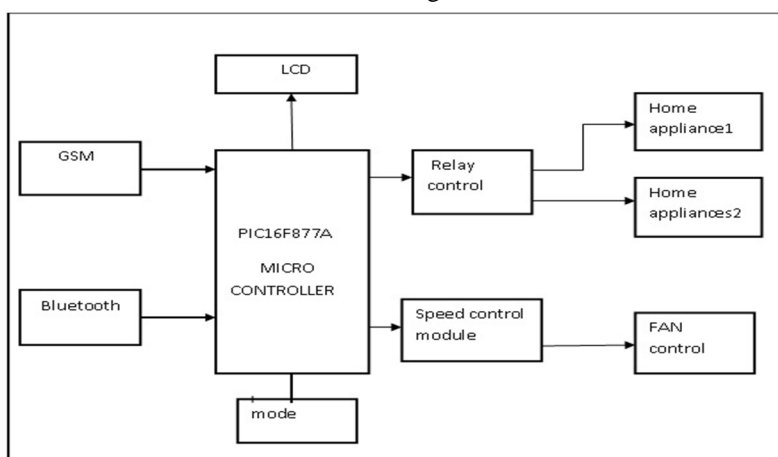 LCD
Home
appliance1
GSM
Relay
control
Home
appliances2
PIC16F877A
MICRO
CONTROLLER
Bluetooth
Speed control
module
FAN
control
mode